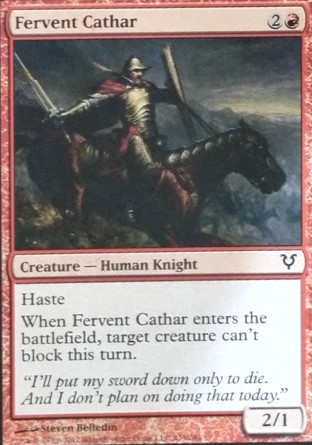 Fervent Cathar 2
Creature — Human Knight
Haste
When Fervent Cathar enters the
battlefield, target creature can't
block this turn.
"I'll put my sword down only to die.
And I don't plan on doing that today."
Steven Belledin
2/1